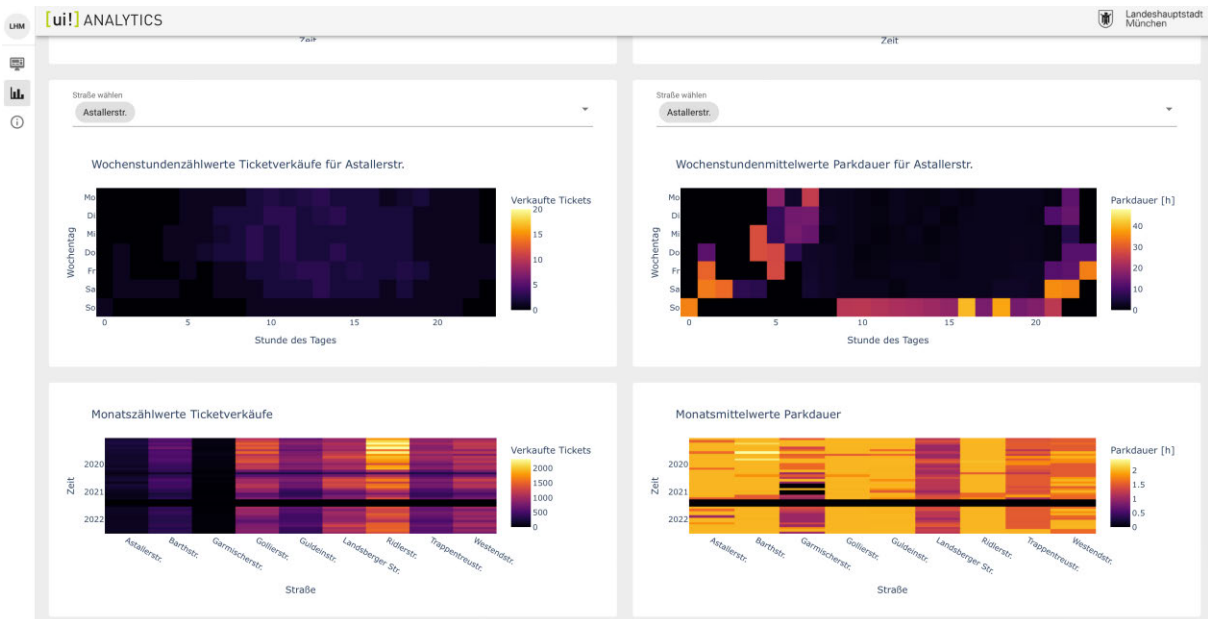 LHM
[ui!] ANALYTICS
Landeshauptstadt
München
Zeit
Zeit
Straße wählen
Astallerstr.
Straße wählen
Astallerstr.
Wochenstundenzählwerte Ticketverkäufe für Astallerstr.
Verkaufte Tickets
20
15
10
5
0
Wochentag
Mo
Di
Mi
Do
Fr
Sa
So
0 5 10 15 20
Stunde des Tages
Wochenstundenmittelwerte Parkdauer für Astallerstr.
Parkdauer [h]
40
30
20
10
0
Wochentag
Mo
Di
Mi
Do
Fr
Sa
So
0 5 10 15 20
Stunde des Tages
Monatszählwerte Ticketverkäufe
Verkaufte Tickets
2000
1500
1000
500
0
Zeit
2020
2021
2022
Astallerstr. Barthstr. Garmischerstr. Gollierstr. Guldeinstr. Landsberger Str. Ridlerstr. Trappentreustr. Westendstr.
Straße
Monatsmittelwerte Parkdauer
Parkdauer [h]
2
1.5
1
0.5
0
Zeit
2020
2021
2022
Astallerstr. Barthstr. Garmischerstr. Gollierstr. Guldeinstr. Landsberger Str. Ridlerstr. Trappentreustr. Westendstr.
Straße